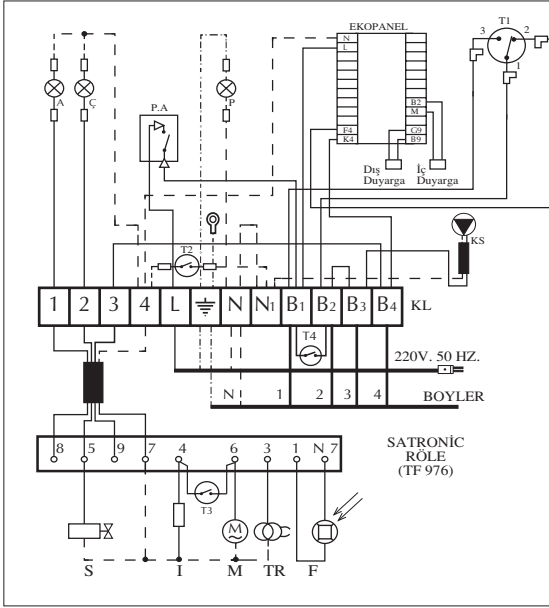 EKOPANEL
T1
N
L
3
2
1
A
Ç
P.A
P
B2
M
F4
K4
G9
B9
Dış
Duyarga
İç
Duyarga
KS
T2
1 2 3 4 L N N1 B1 B2 B3 B4 KL
T4
220V. 50 HZ.
N 1 2 3 4 BOYLER
8 5 9 7 4 6 3 1 N 7
SATRONİC
RÖLE
(TF 976)
T3
M
S I M TR F